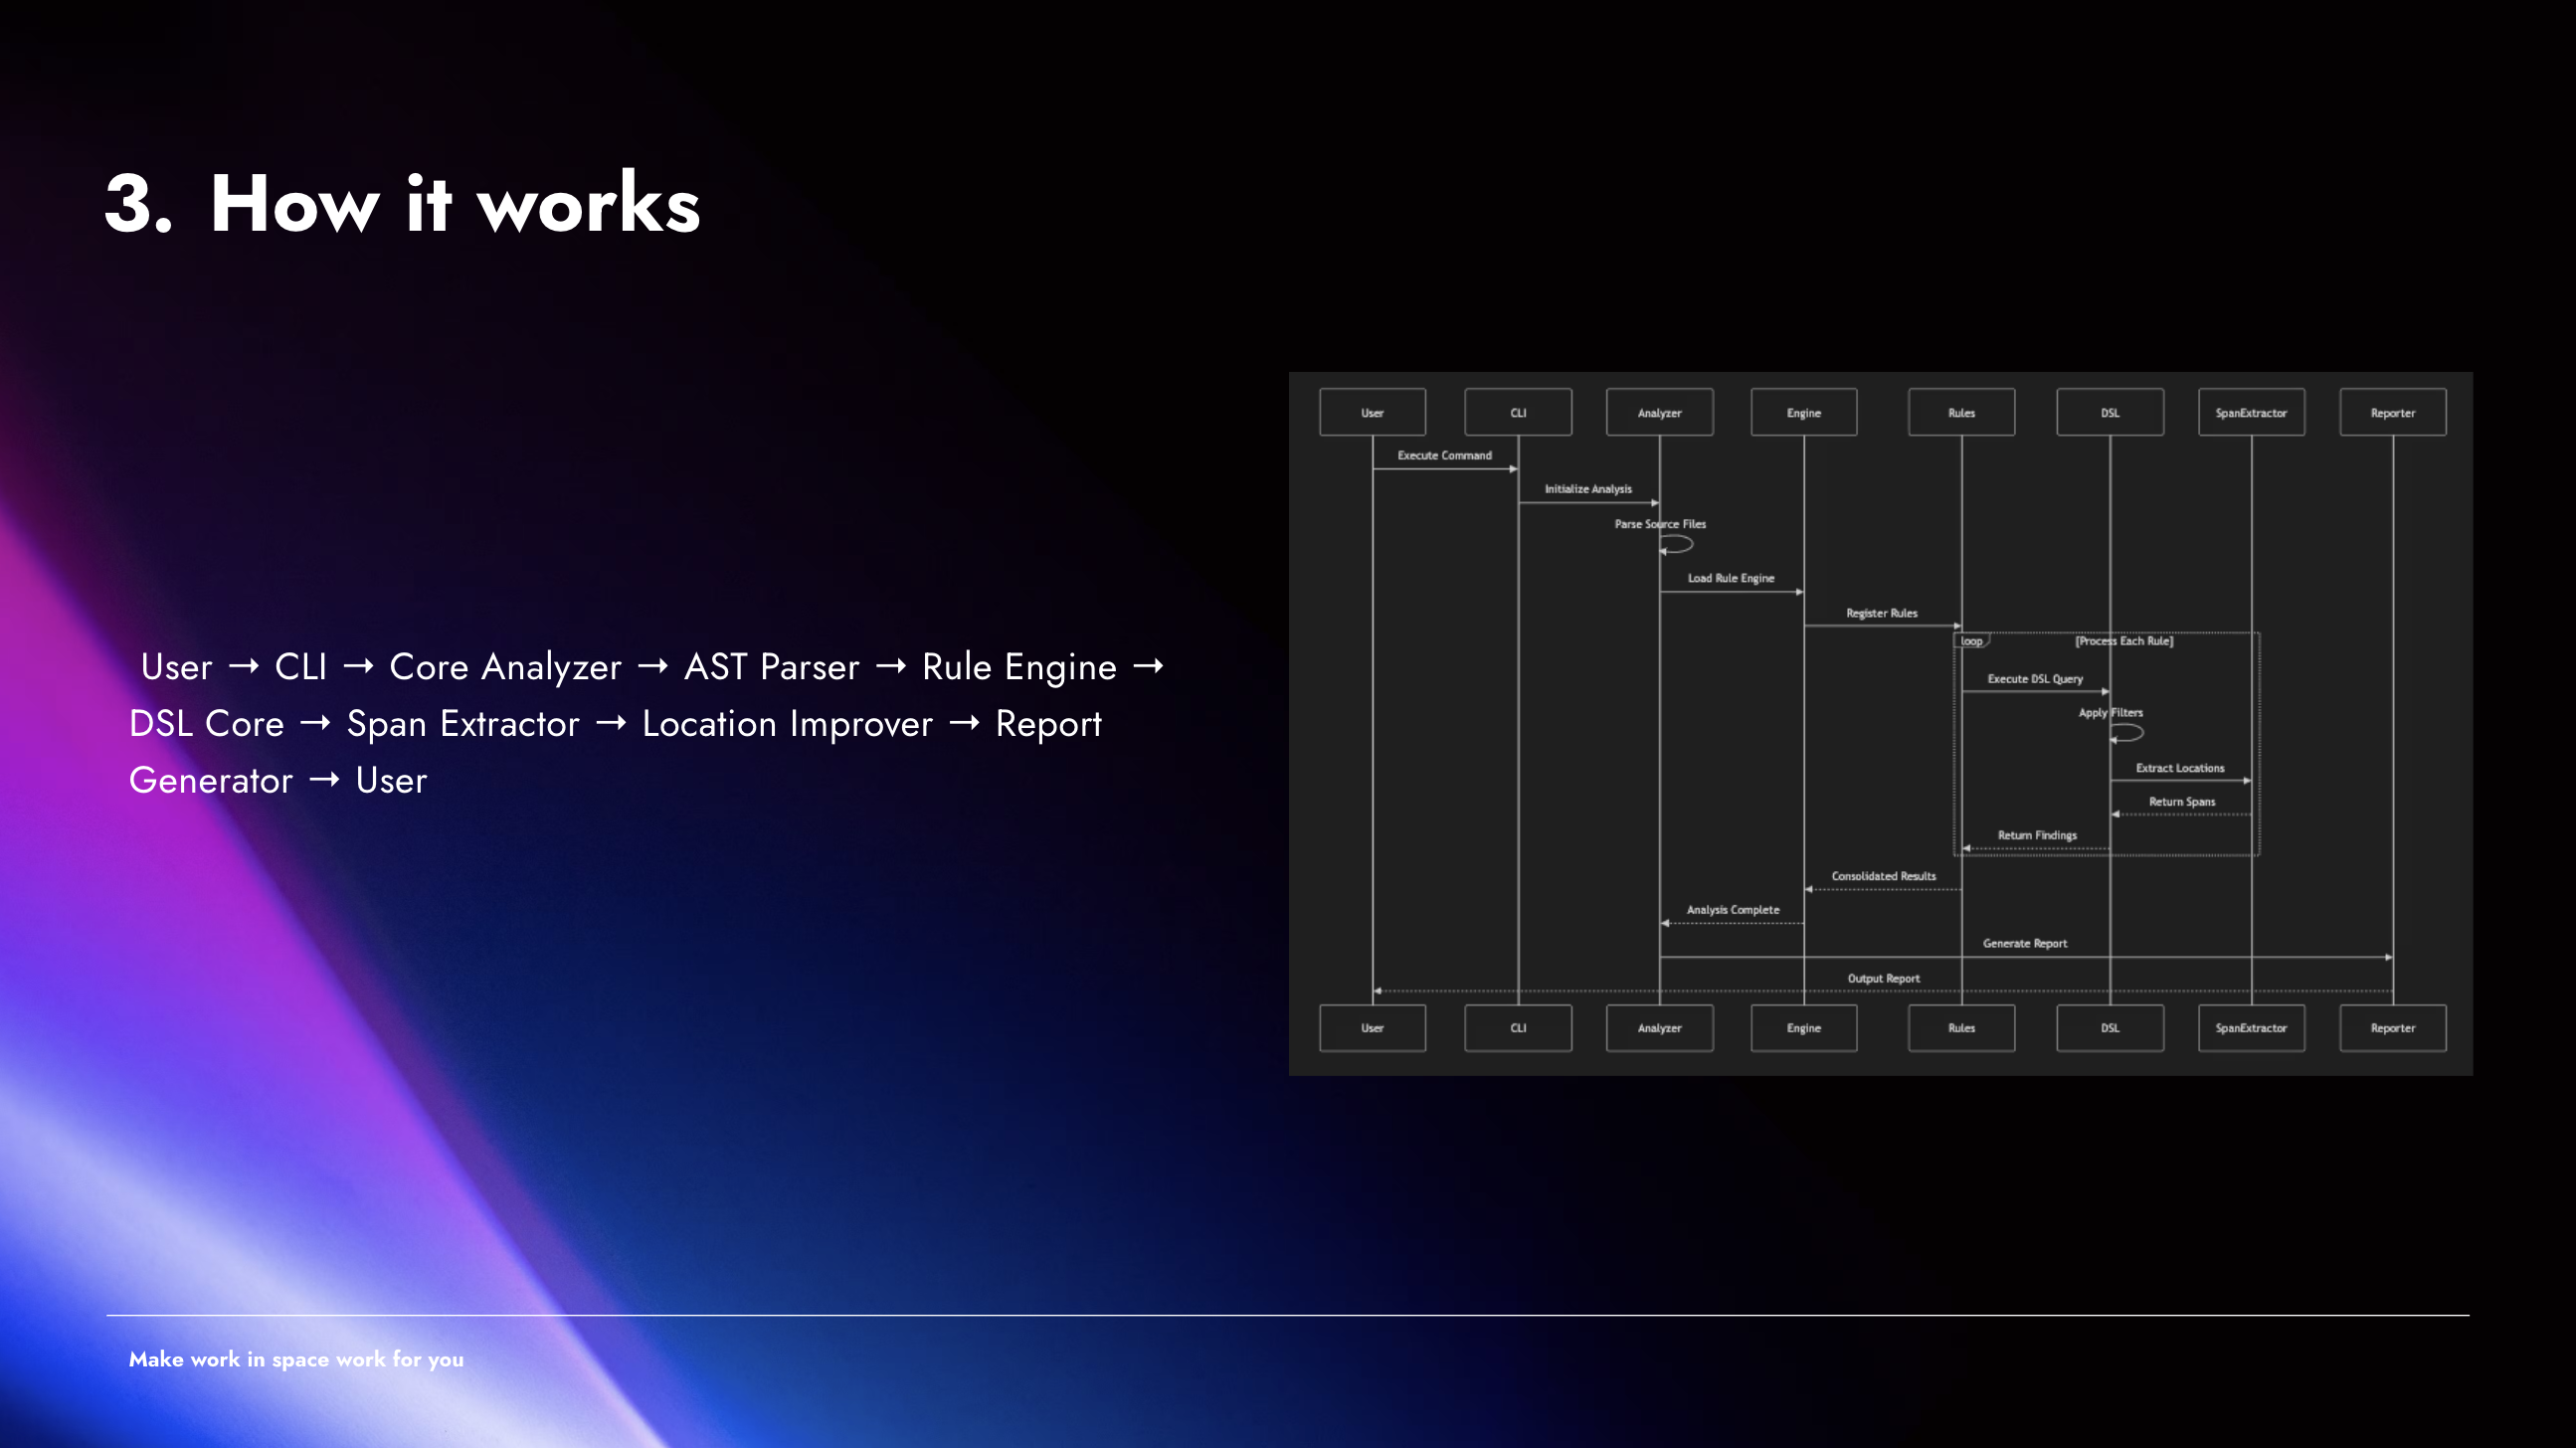 3. How it works
User → CLI → Core Analyzer → AST Parser → Rule Engine →
DSL Core → Span Extractor → Location Improver → Report
Generator → User
User CLI Analyzer Engine Rules DSL SpanExtractor Reporter
Execute Command
Initialize Analysis
Parse Source Files
Load Rule Engine
Register Rules
loop [Process Each Rule]
Execute DSL Query
Apply Filters
Extract Locations
Return Spans
Return Findings
Consolidated Results
Analysis Complete
Generate Report
Output Report
User CLI Analyzer Engine Rules DSL SpanExtractor Reporter
Make work in space work for you